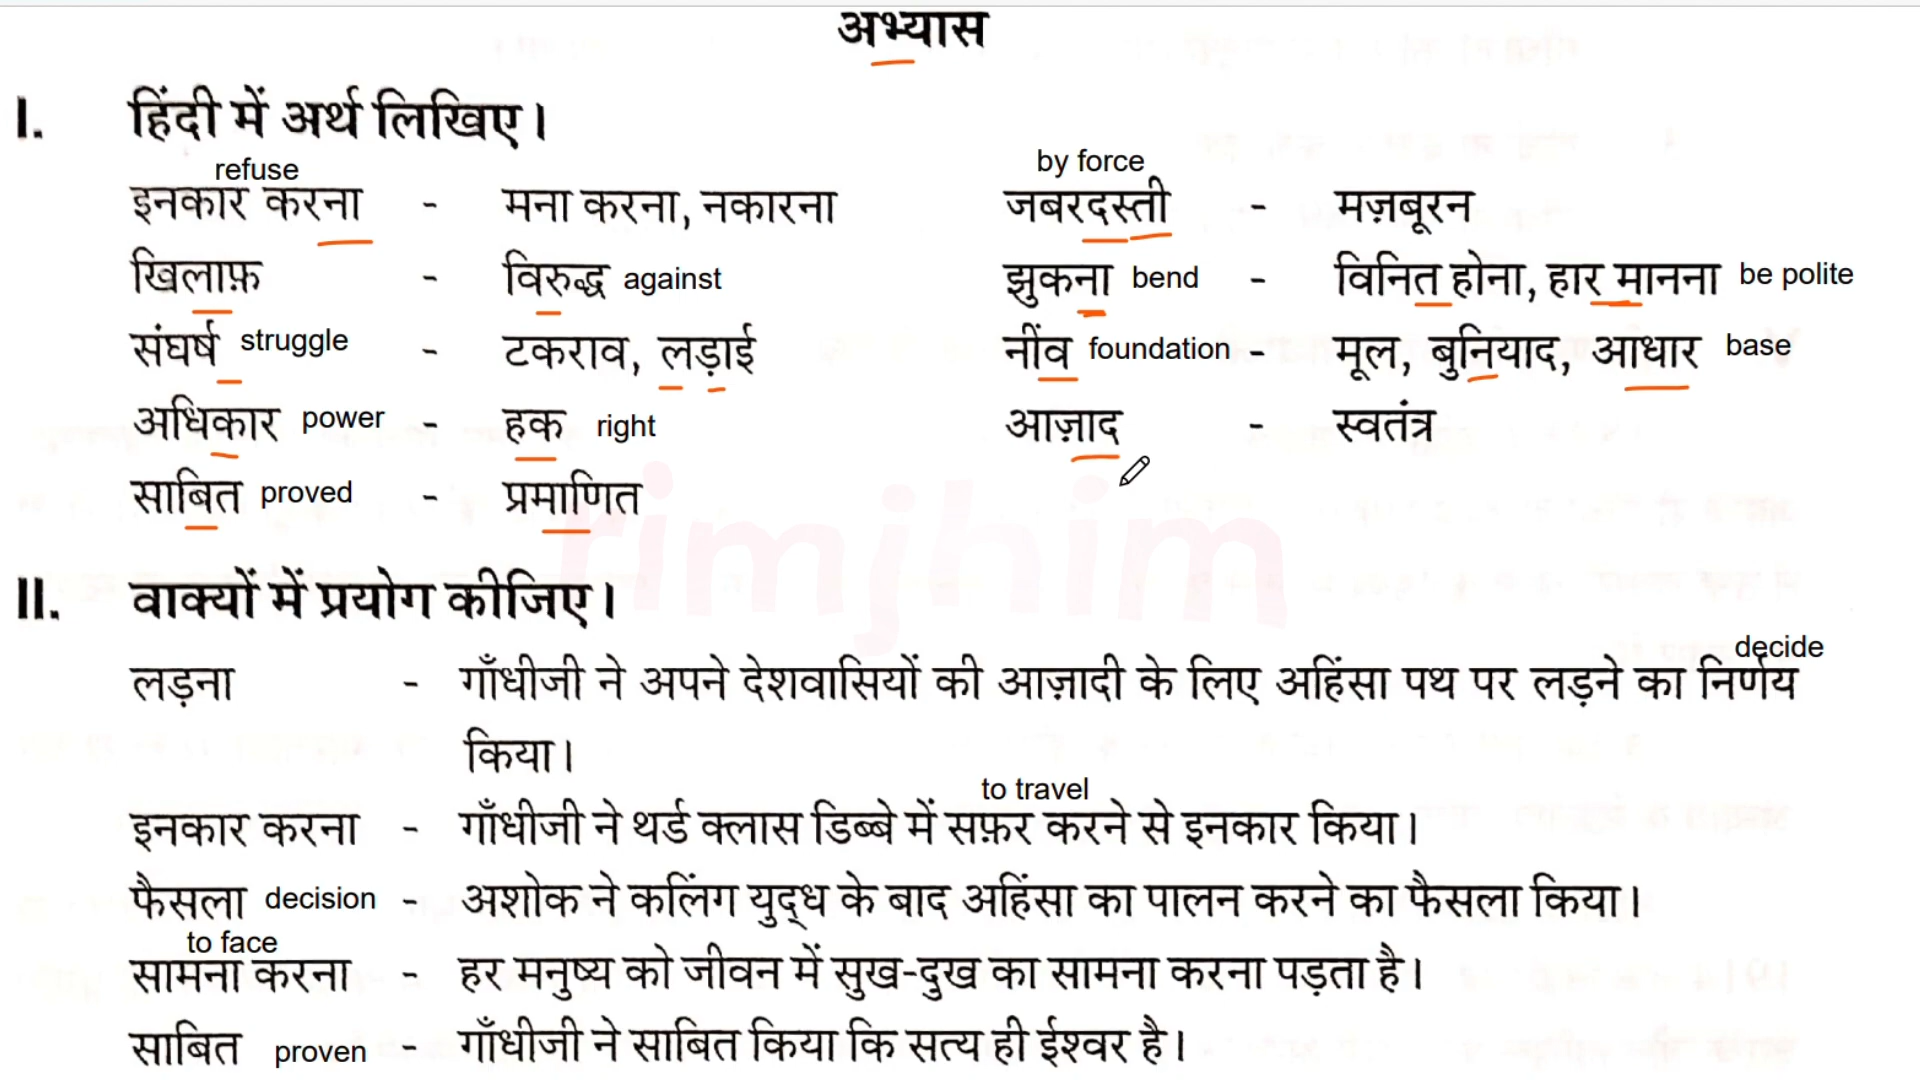 अभ्यास
I. हिंदी में अर्थ लिखिए।
refuse by force
इनकार करना - मना करना, नकारना जबरदस्ती - मज़बूरन
खिलाफ़ - विरुद्ध against झुकना bend - विनित होना, हार मानना be polite
संघर्ष struggle - टकराव, लड़ाई नींव foundation - मूल, बुनियाद, आधार base
अधिकार power - हक right आज़ाद - स्वतंत्र
साबित proved - प्रमाणित
rimjhim
II. वाक्यों में प्रयोग कीजिए।
decide
लड़ना - गाँधीजी ने अपने देशवासियों की आज़ादी के लिए अहिंसा पथ पर लड़ने का निर्णय
किया।
to travel
इनकार करना - गाँधीजी ने थर्ड क्लास डिब्बे में सफ़र करने से इनकार किया।
फैसला decision - अशोक ने कलिंग युद्ध के बाद अहिंसा का पालन करने का फैसला किया।
to face
सामना करना - हर मनुष्य को जीवन में सुख-दुख का सामना करना पड़ता है।
साबित proven गाँधीजी ने साबित किया कि सत्य ही ईश्वर है।